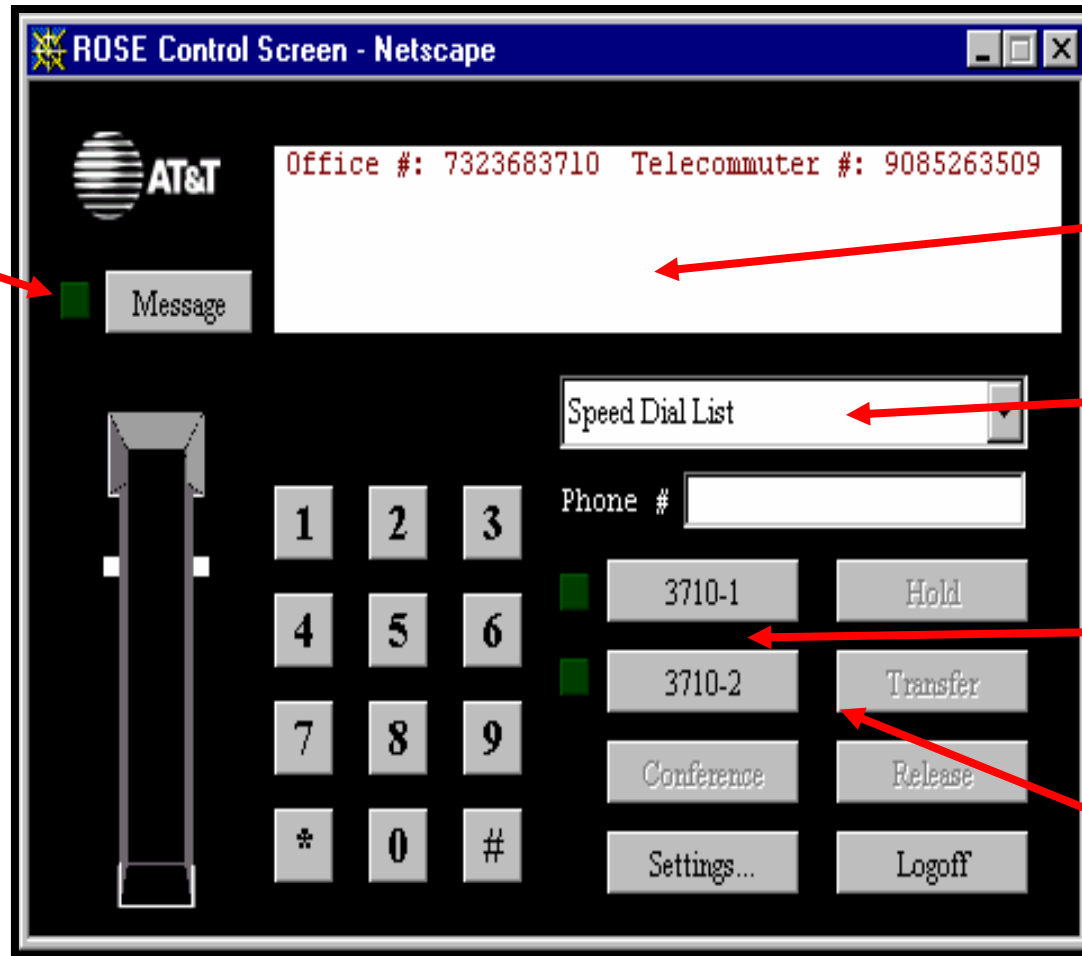 ROSE Control Screen - Netscape
AT&T
Office #: 7323683710 Telecommuter #: 9085263509
Message
Speed Dial List
Phone #
1 2 3
3710-1 Hold
4 5 6
3710-2 Transfer
7 8 9
Conference Release
* 0 #
Settings... Logoff